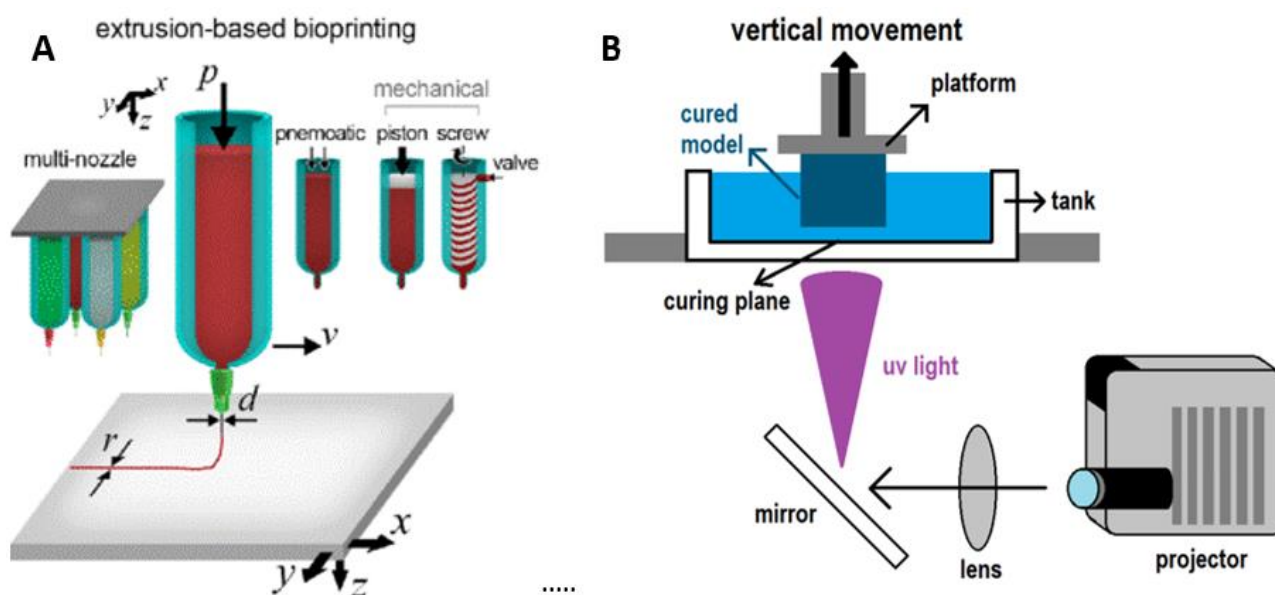 A
extrusion-based bioprinting
p
x
y
z
mechanical
pnemoatic
piston
screw
valve
multi-nozzle
v
d
r
x
y
z
.....
B
vertical movement
platform
cured
model
tank
curing plane
uv light
mirror
lens
projector